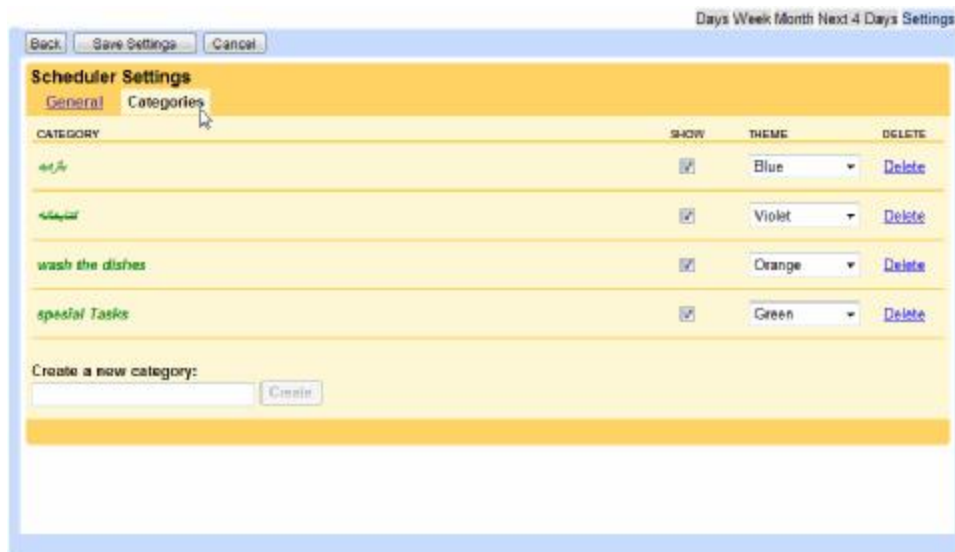 Days Week Month Next 4 Days Settings
Back Save Settings Cancel
Scheduler Settings
General Categories
CATEGORY SHOW THEME DELETE
Blue Delete
Violet Delete
wash the dishes Orange Delete
spesial Tasks Green Delete
Create a new category:
Create